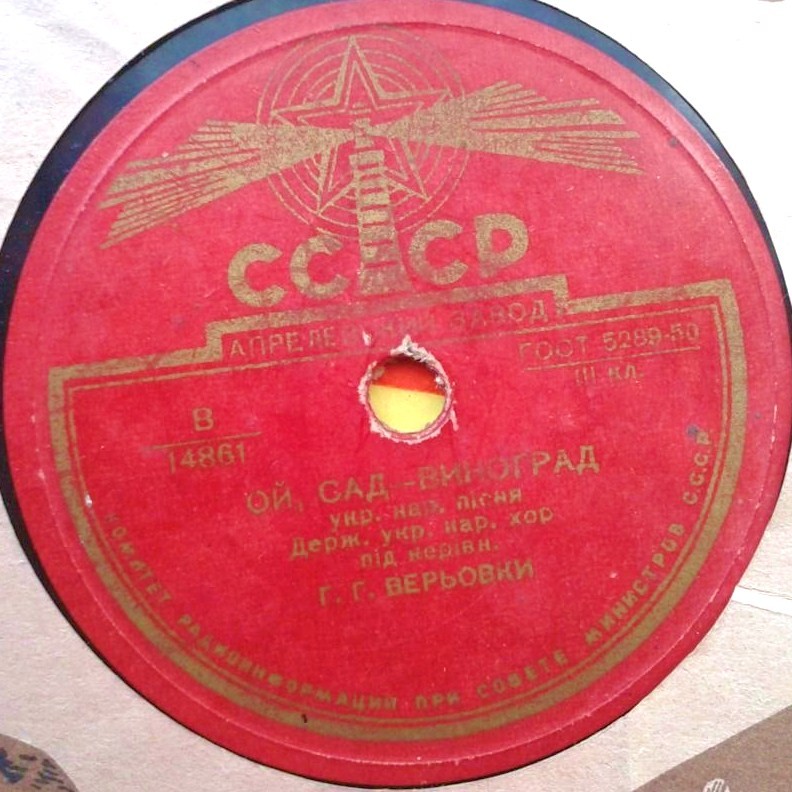 СССР
АПРЕЛЕВСКИЙ ЗАВОД
ГОСТ 5289-50
III КЛ.
В
14861
ОЙ, САД—ВИНОГРАД
укр. нар. пісня
Держ. укр. нар. хор
під керівн.
Г. Г. ВЕРЬОВКИ
КОМИТЕТ РАДИОИНФОРМАЦИИ ПРИ СОВЕТЕ МИНИСТРОВ СССР